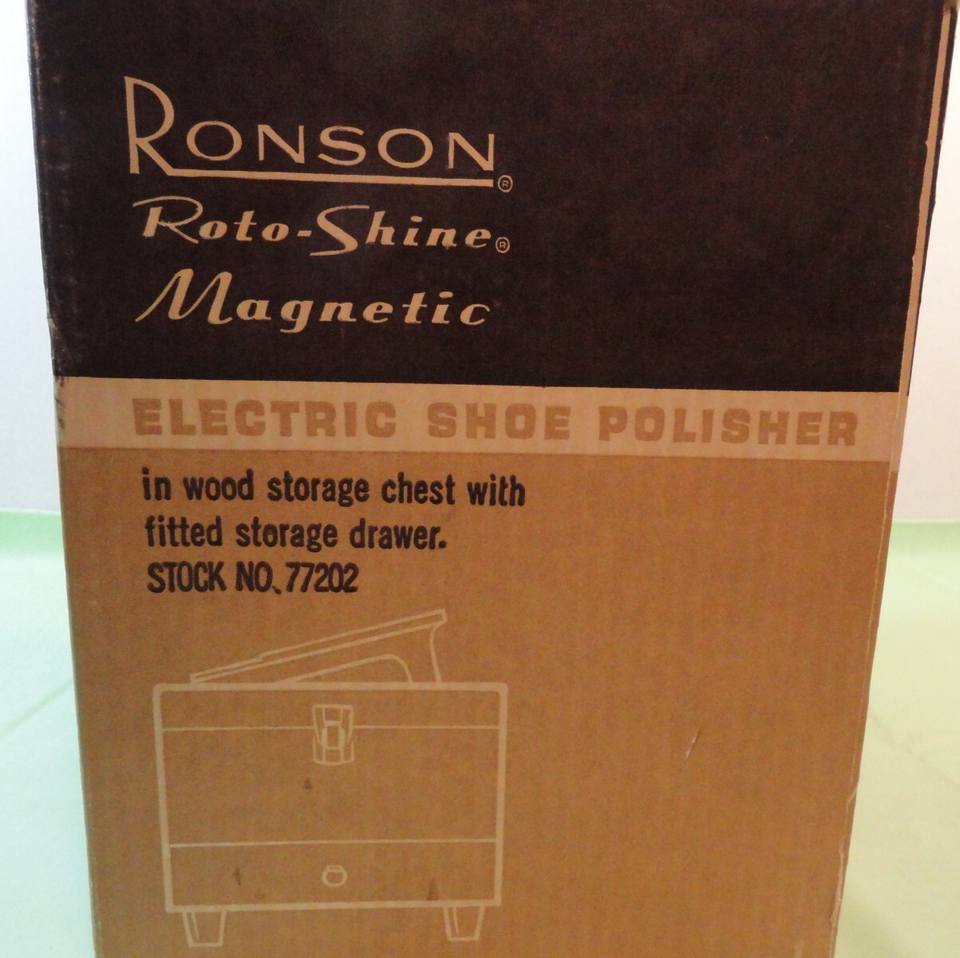 RONSON®
Roto-Shine®
Magnetic
ELECTRIC SHOE POLISHER
in wood storage chest with
fitted storage drawer.
STOCK NO. 77202